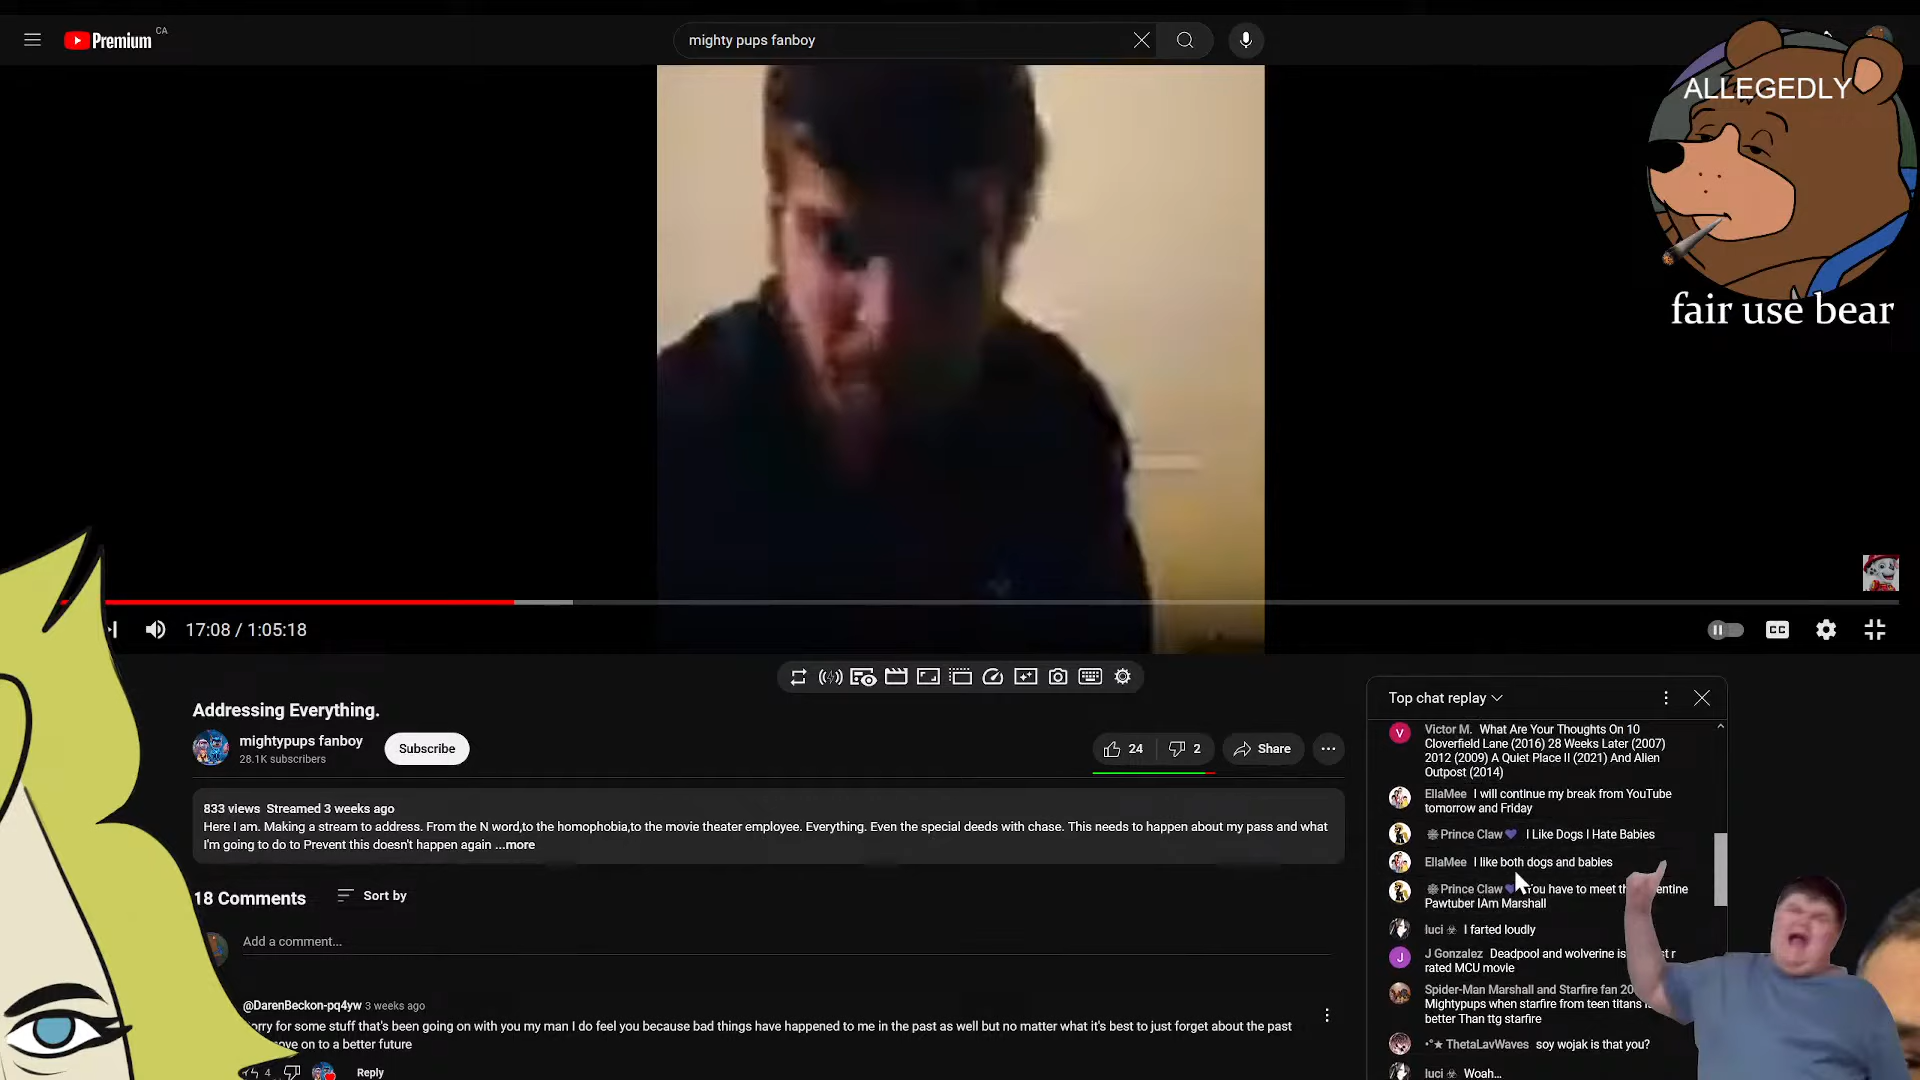 Premium CA
mighty pups fanboy
ALLEGEDLY
fair use bear
17:08 / 1:05:18
CC
Addressing Everything.
mightypups fanboy
28.1K subscribers
Subscribe
24
2
Share
833 views Streamed 3 weeks ago
Here I am. Making a stream to address. From the N word,to the homophobia,to the movie theater employee. Everything. Even the special deeds with chase. This needs to happen about my pass and what
I'm going to do to Prevent this doesn't happen again ...more
18 Comments
Sort by
Add a comment...
@DarenBeckon-pq4yw 3 weeks ago
for some stuff that's been going on with you my man I do feel you because bad things have happened to me in the past as well but no matter what it's best to just forget about the past
on to a better future
4
Reply
Top chat replay
V
Victor M. What Are Your Thoughts On 10
Cloverfield Lane (2016) 28 Weeks Later (2007)
2012 (2009) A Quiet Place II (2021) And Alien
Outpost (2014)
EllaMee I will continue my break from YouTube
tomorrow and Friday
Prince Claw💜 I Like Dogs I Hate Babies
EllaMee I like both dogs and babies
Prince Claw💜 You have to meet
Pawtuber IAm Marshall
luci ☣ I farted loudly
J
J Gonzalez Deadpool and wolverine is
rated MCU movie
Spider-Man Marshall and Starfire fan
Mightypups when starfire from teen titans
better Than ttg starfire
•°★ ThetaLavWaves soy wojak is that you?
luci ☣ Woah...